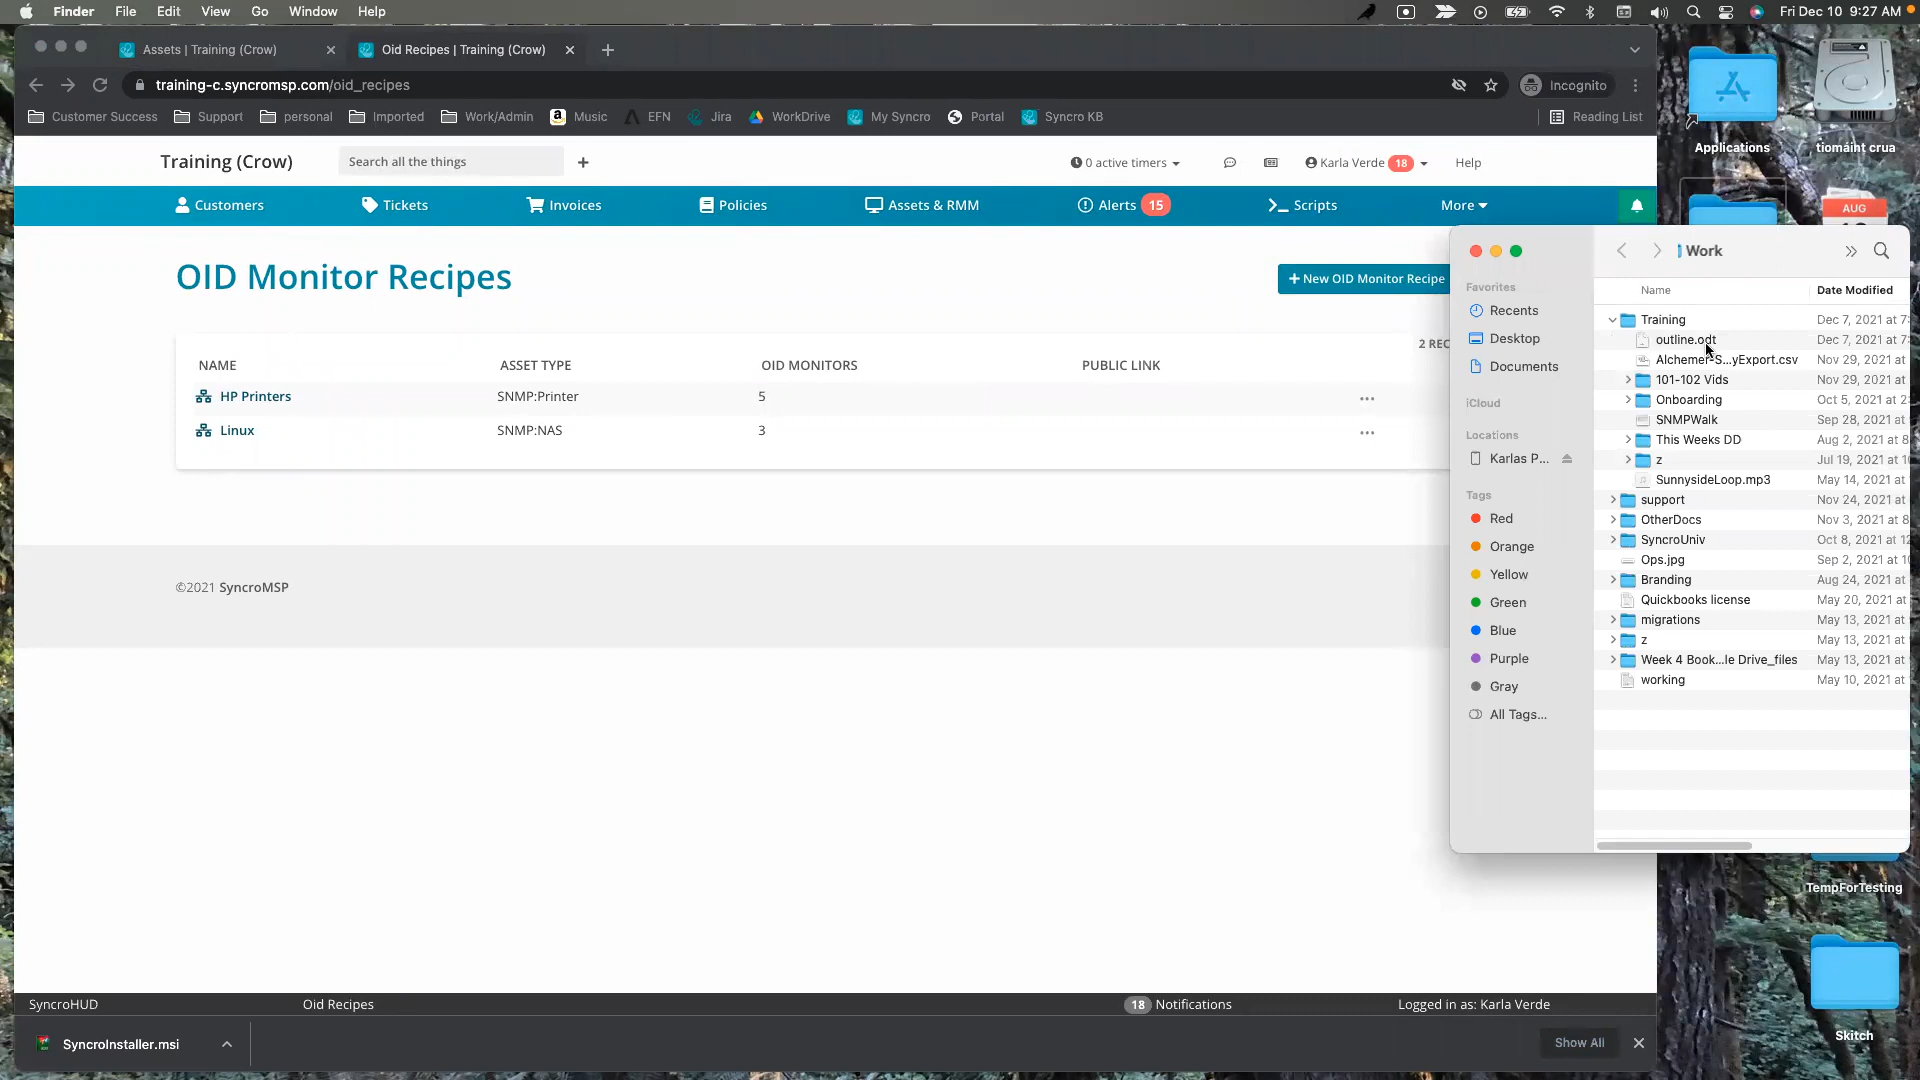 Finder File Edit View Go Window Help
Fri Dec 10 9:27 AM
Assets | Training (Crow)
Oid Recipes | Training (Crow)
training-c.syncromsp.com/oid_recipes
Incognito
Customer Success Support personal Imported Work/Admin Music EFN Jira WorkDrive My Syncro Portal Syncro KB Reading List
Training (Crow)
Search all the things
0 active timers
Karla Verde 18
Help
Customers Tickets Invoices Policies Assets & RMM Alerts 15 Scripts More
OID Monitor Recipes
+ New OID Monitor Recipe
2 REC
NAME ASSET TYPE OID MONITORS PUBLIC LINK
HP Printers SNMP:Printer 5 ...
Linux SNMP:NAS 3 ...
©2021 SyncroMSP
SyncroHUD Oid Recipes 18 Notifications Logged in as: Karla Verde
SyncroInstaller.msi
Show All
Applications
tiomáint crua
AUG
Work
Favorites
Recents
Desktop
Documents
iCloud
Locations
Karlas P...
Tags
Red
Orange
Yellow
Green
Blue
Purple
Gray
All Tags...
Name Date Modified
Training Dec 7, 2021 at 7:
outline.odt Dec 7, 2021 at 7:
Alchemer-S...yExport.csv Nov 29, 2021 at
101-102 Vids Nov 29, 2021 at
Onboarding Oct 5, 2021 at 2:
SNMPWalk Sep 28, 2021 at
This Weeks DD Aug 2, 2021 at 8
z Jul 19, 2021 at 1
SunnysideLoop.mp3 May 14, 2021 at
support Nov 24, 2021 at
OtherDocs Nov 3, 2021 at 8
SyncroUniv Oct 8, 2021 at 12
Ops.jpg Sep 2, 2021 at 1
Branding Aug 24, 2021 at
Quickbooks license May 20, 2021 at
migrations May 13, 2021 at
z May 13, 2021 at
Week 4 Book...le Drive_files May 13, 2021 at
working May 10, 2021 at
TempForTesting
Skitch